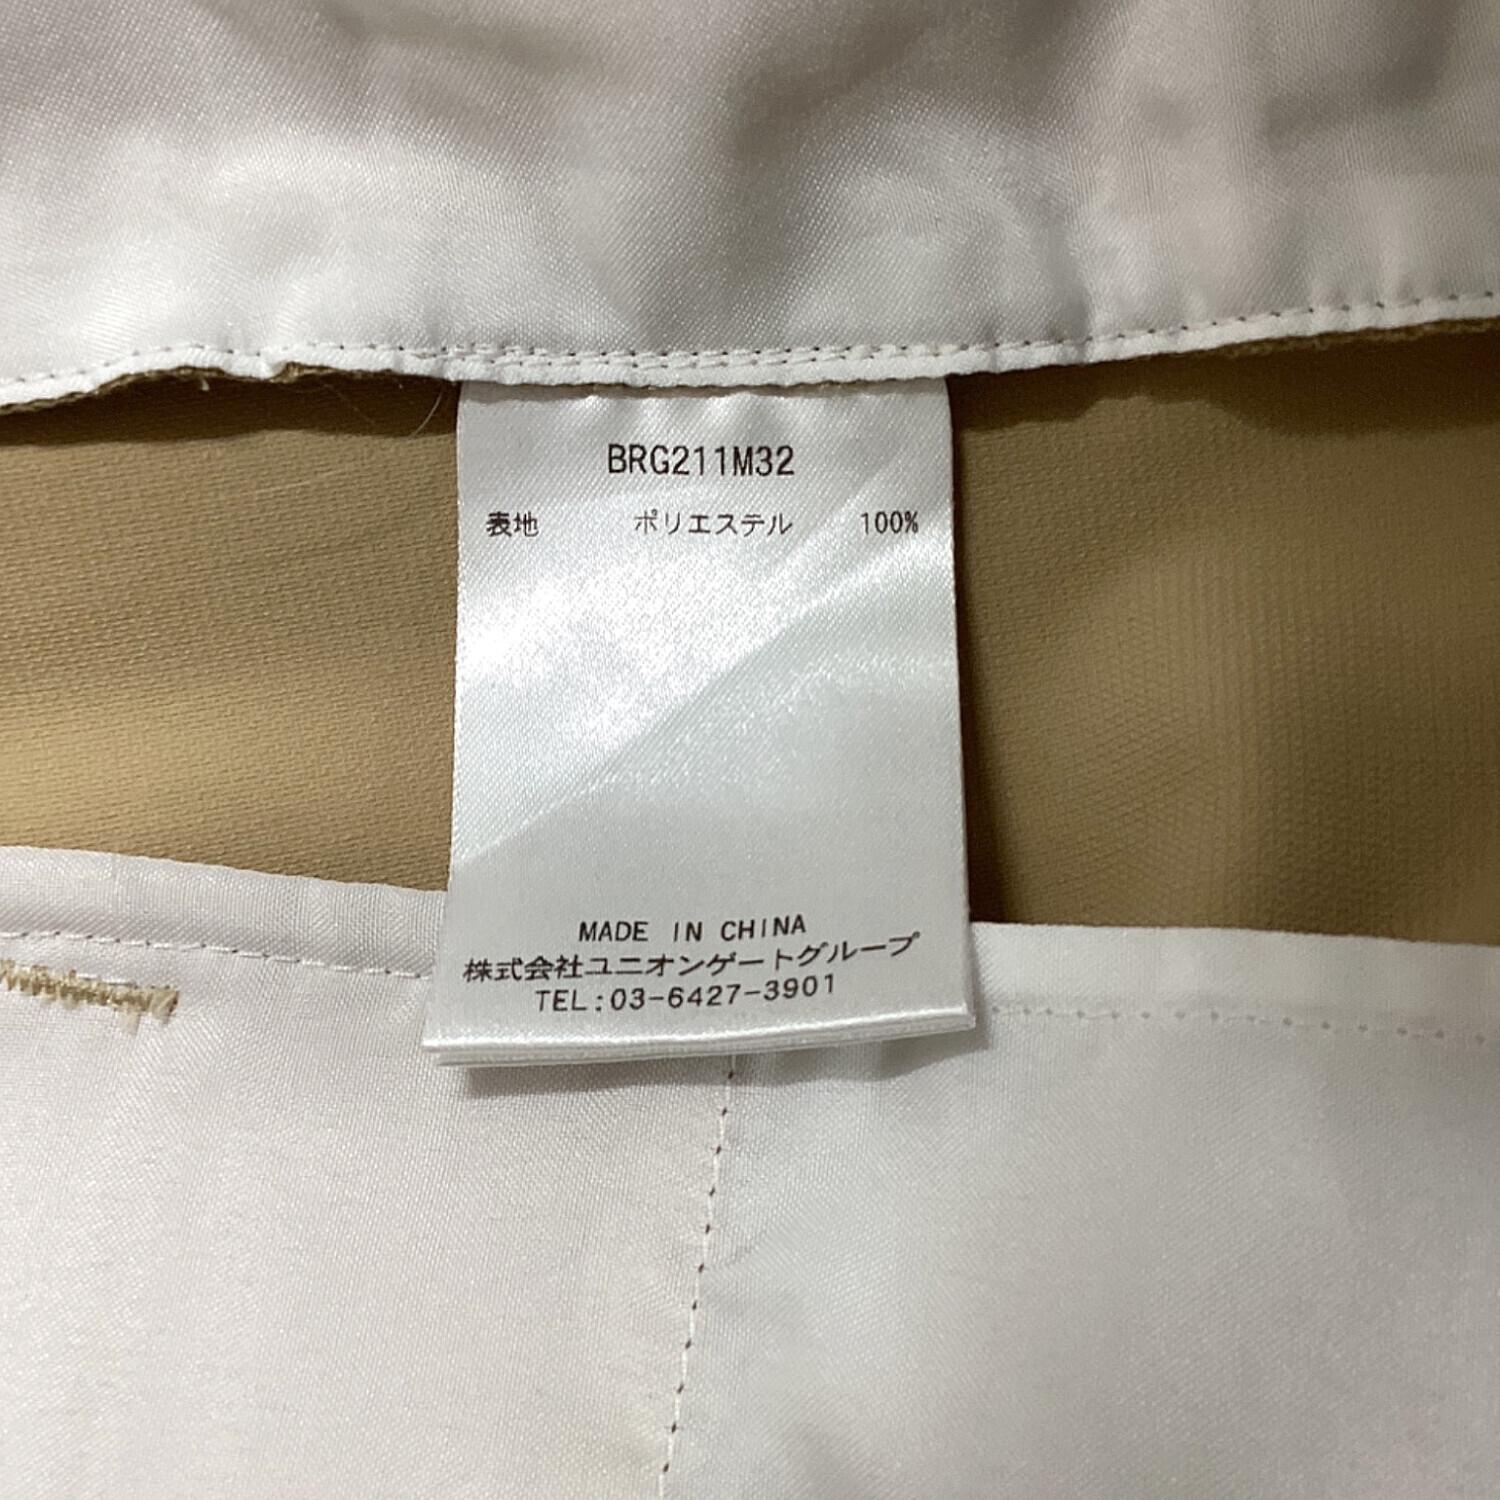 BRG211M32
表地 ポリエステル 100%
MADE IN CHINA
株式会社ユニオンゲートグループ
TEL:03-6427-3901